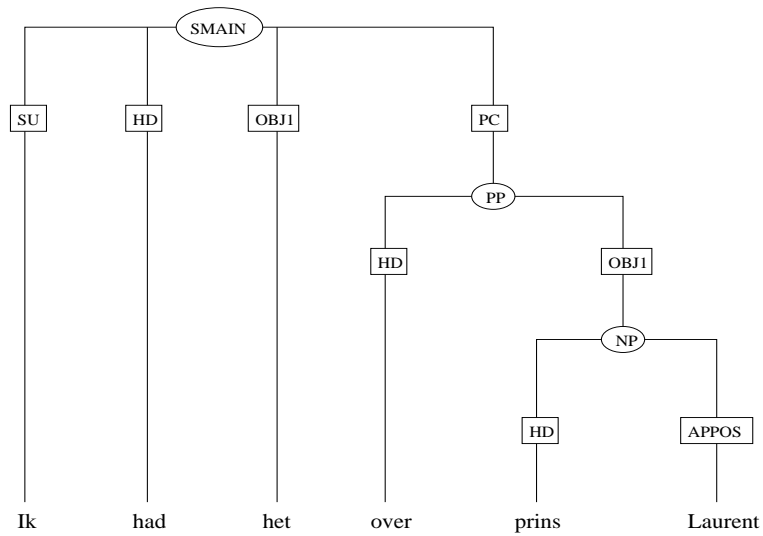 SMAIN
SU HD OBJ1 PC
PP
HD OBJ1
NP
HD APPOS
Ik had het over prins Laurent